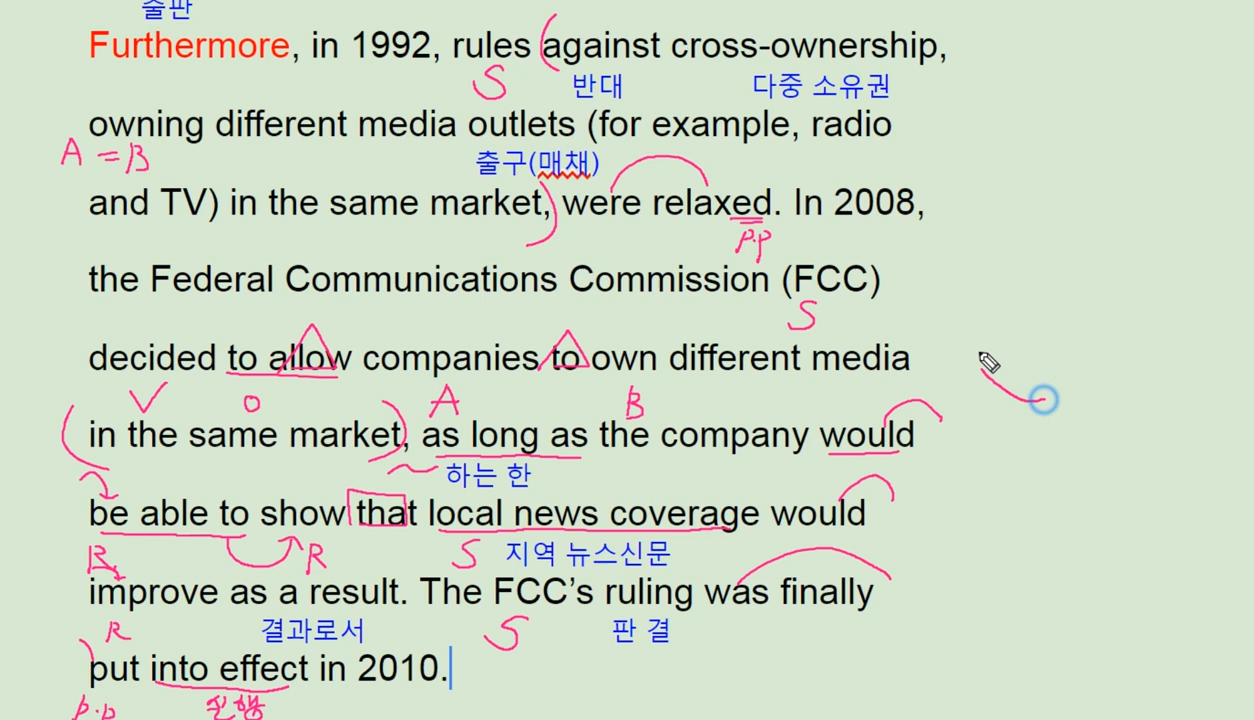 출판
Furthermore, in 1992, rules (against cross-ownership,
S 반대 다중 소유권
owning different media outlets (for example, radio
A = B 출구(매채)
and TV) in the same market,) were relaxed. In 2008,
p.p
the Federal Communications Commission (FCC)
S
decided to allow companies to own different media
V O A B
(in the same market), as long as the company would
하는 한
be able to show that local news coverage would
R R S 지역 뉴스신문
improve as a result. The FCC’s ruling was finally
R 결과로서 S 판 결
put into effect in 2010.
p.p 실행